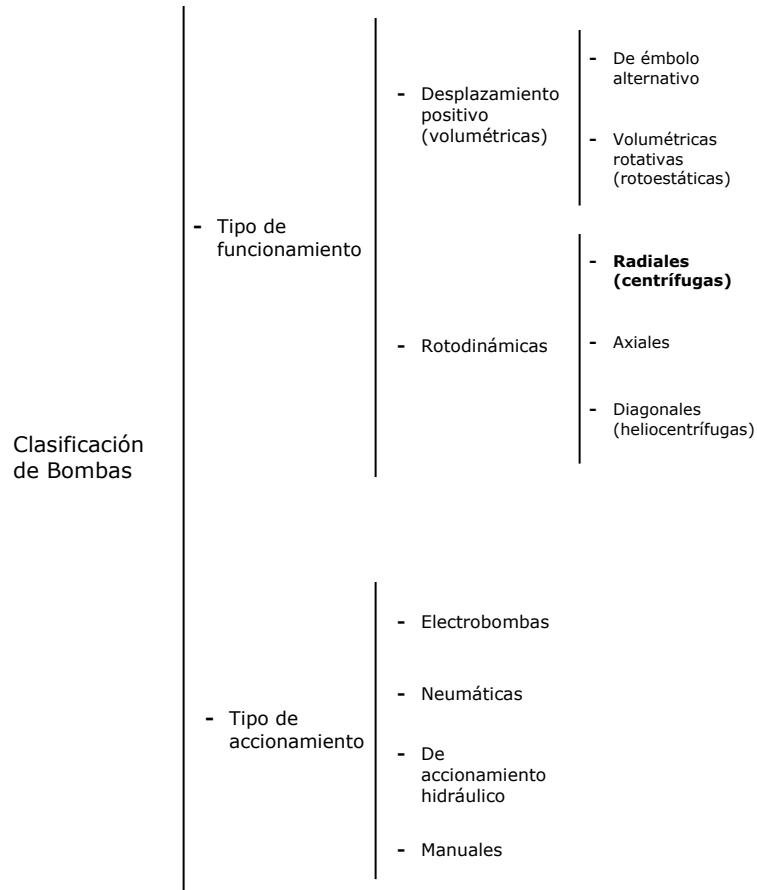 Clasificación
de Bombas
- Tipo de
funcionamiento
- Desplazamiento
positivo
(volumétricas)
- De émbolo
alternativo
- Volumétricas
rotativas
(rotoestáticas)
- Rotodinámicas
- Radiales
(centrífugas)
- Axiales
- Diagonales
(heliocentrífugas)
- Tipo de
accionamiento
- Electrobombas
- Neumáticas
- De
accionamiento
hidráulico
- Manuales